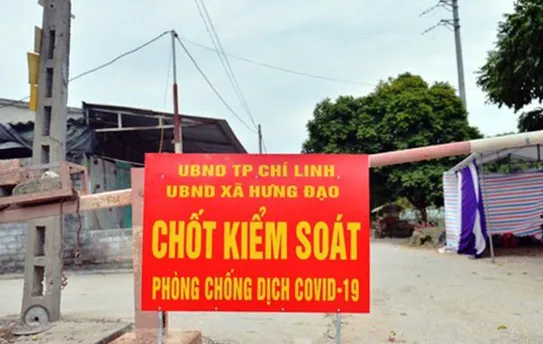 UBND TP.CHÍ LINH
UBND XÃ HƯNG ĐẠO
CHỐT KIỂM SOÁT
PHÒNG CHỐNG DỊCH COVID-19